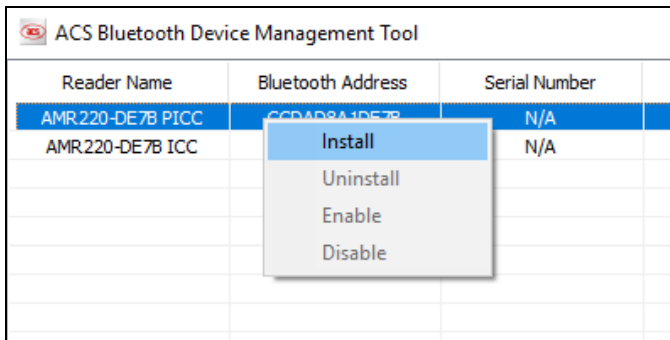 ACS Bluetooth Device Management Tool
Reader Name Bluetooth Address Serial Number
AMR220-DE7B PICC N/A
AMR220-DE7B ICC N/A
Install
Uninstall
Enable
Disable